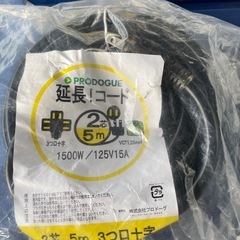 PRODOGUE
延長!コード
3つ口十字
2芯
5m
VCT1.25mm²
1500W/125V15A
株式会社プロドーグ
2芯 5m 3つ口十字